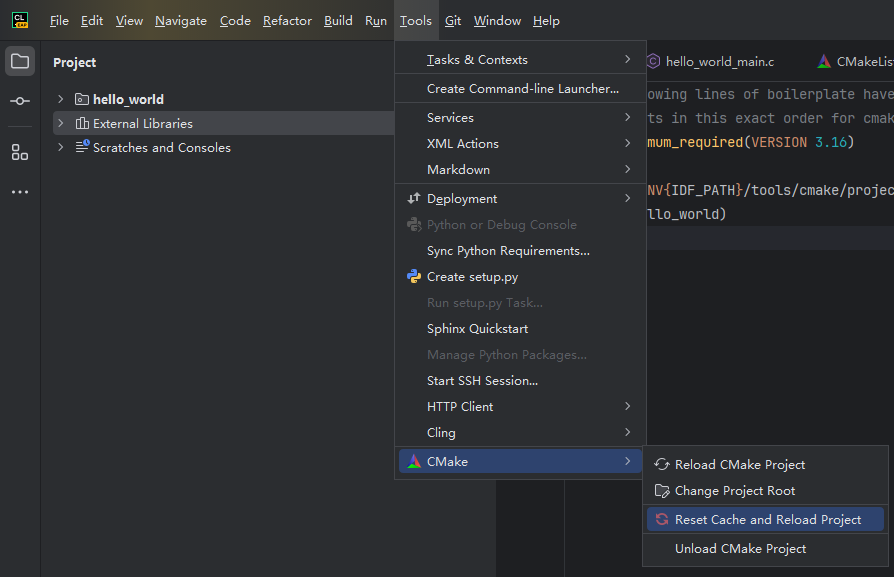 CL
EAP
File Edit View Navigate Code Refactor Build Run Tools Git Window Help
Project
hello_world
External Libraries
Scratches and Consoles
Tasks & Contexts
Create Command-line Launcher...
Services
XML Actions
Markdown
Deployment
Python or Debug Console
Sync Python Requirements...
Create setup.py
Run setup.py Task...
Sphinx Quickstart
Manage Python Packages...
Start SSH Session...
HTTP Client
Cling
CMake
Reload CMake Project
Change Project Root
Reset Cache and Reload Project
Unload CMake Project
hello_world_main.c CMakeLis
owing lines of boilerplate have
ts in this exact order for cmak
mum_required(VERSION 3.16)
NV{IDF_PATH}/tools/cmake/projec
llo_world)